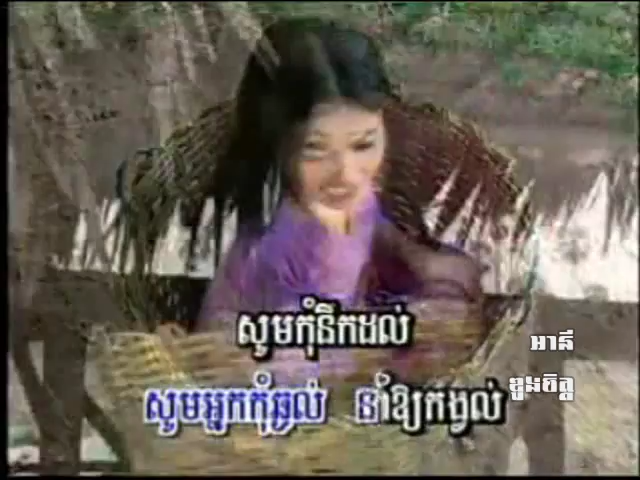 សូមកុំនឹកដល់
សូមអ្នកកុំឆ្ងល់ នាំឱ្យកង្វល់
អានី
ខូនចិត្ត